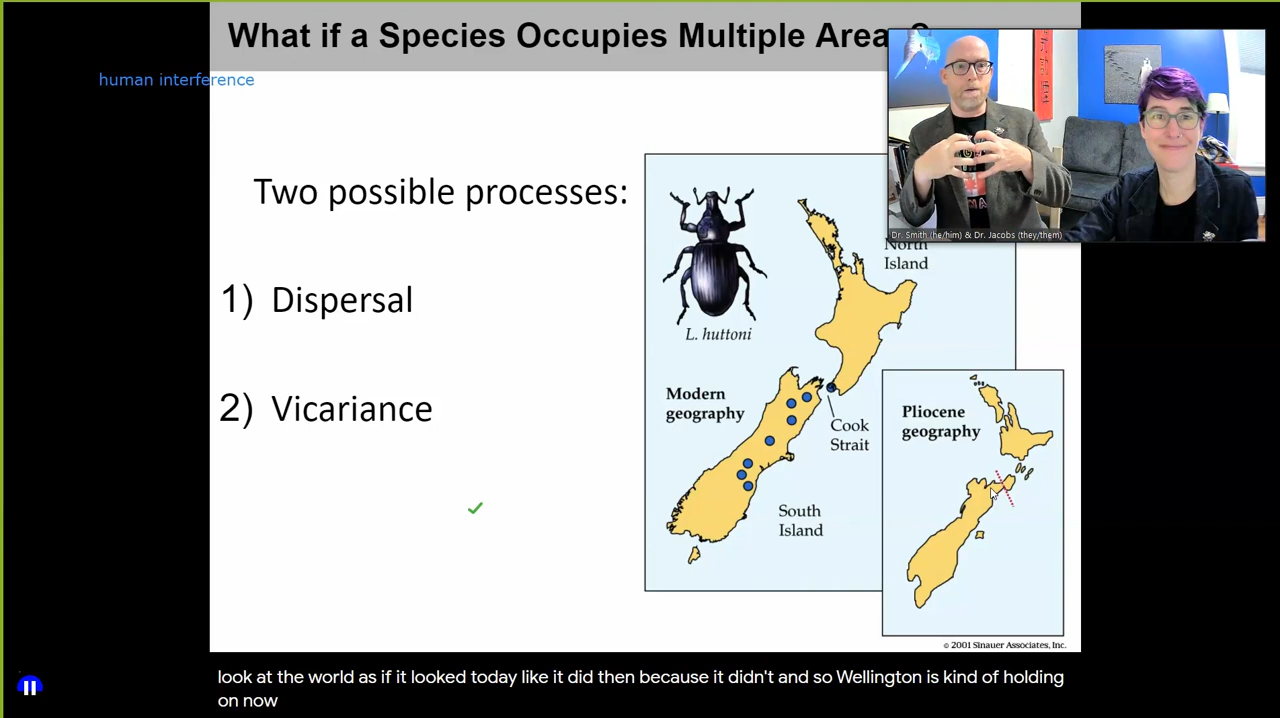 What if a Species Occupies Multiple Area
human interference
Two possible processes:
1) Dispersal
2) Vicariance
L. huttoni
North
Island
Modern
geography
Cook
Strait
South
Island
Pliocene
geography
Dr. Smith (he/him) & Dr. Jacobs (they/them)
© 2001 Sinauer Associates, Inc.
look at the world as if it looked today like it did then because it didn't and so Wellington is kind of holding
on now